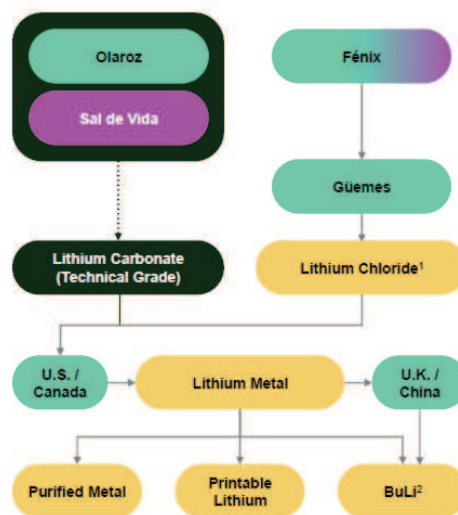 Olaroz
Fénix
Sal de Vida
Güemes
Lithium Carbonate
(Technical Grade)
Lithium Chloride¹
U.S. /
Canada
Lithium Metal
U.K. /
China
Purified Metal
Printable
Lithium
BuLi²